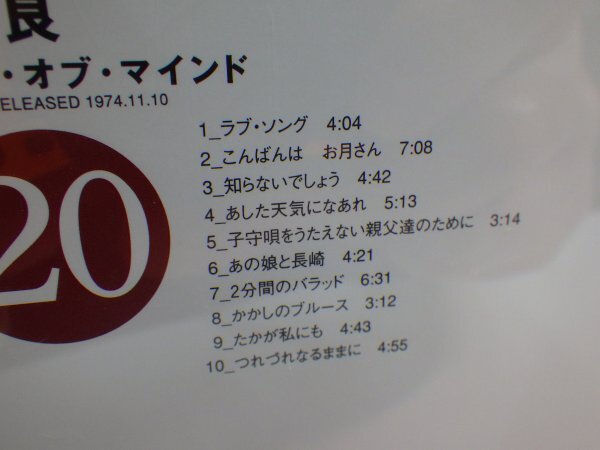 ・オブ・マインド
ELEASED 1974.11.10
20
1_ラブ・ソング 4:04
2_こんばんは お月さん 7:08
3_知らないでしょう 4:42
4_あした天気になあれ 5:13
5_子守唄をうたえない親父達のために 3:14
6_あの娘と長崎 4:21
7_2分間のバラッド 6:31
8_かかしのブルース 3:12
9_たかが私にも 4:43
10_つれづれなるままに 4:55